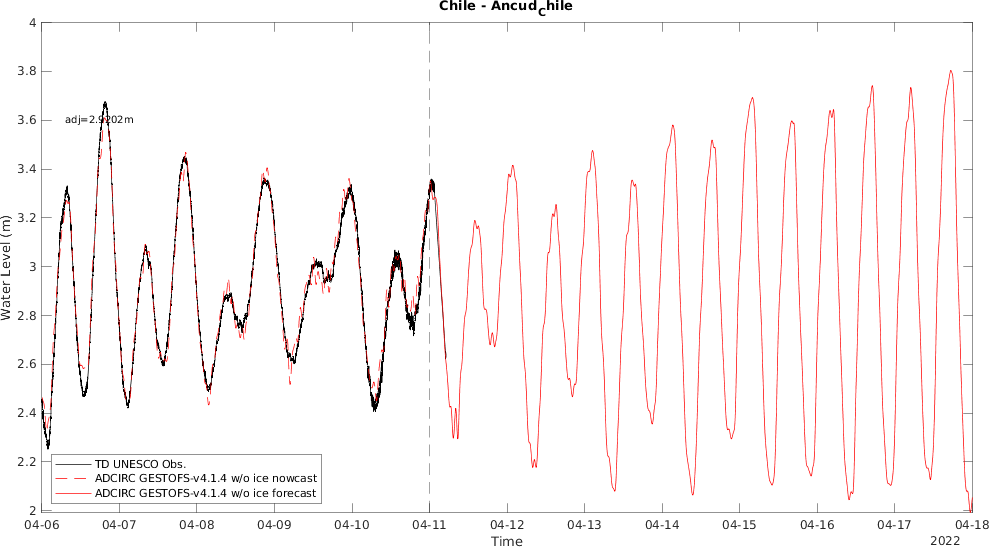 Chile - AncudChile
4
3.8
3.6
3.4
3.2
3
2.8
2.6
2.4
2.2
2
Water Level (m)
adj=2.9202m
TD UNESCO Obs.
ADCIRC GESTOFS-v4.1.4 w/o ice nowcast
ADCIRC GESTOFS-v4.1.4 w/o ice forecast
04-06 04-07 04-08 04-09 04-10 04-11 04-12 04-13 04-14 04-15 04-16 04-17 04-18
Time
2022